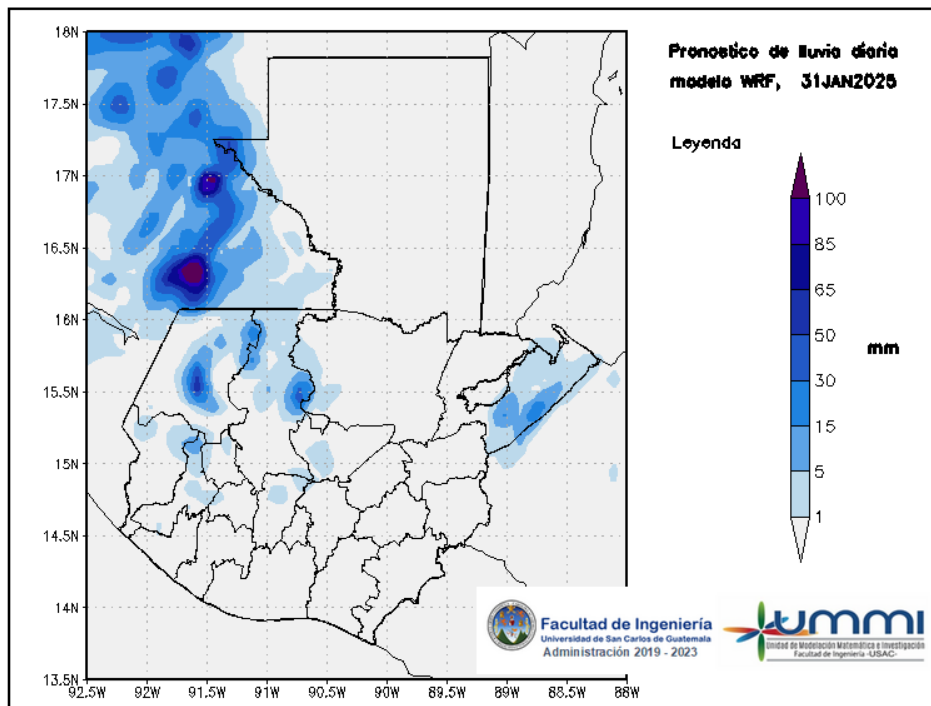 Pronostico de lluvia diaria
modelo WRF, 31JAN2025
Leyenda
100
85
65
50
30
15
5
1
mm
18N
17.5N
17N
16.5N
16N
15.5N
15N
14.5N
14N
13.5N
92.5W
92W
91.5W
91W
90.5W
90W
89.5W
89W
88.5W
88W
Facultad de Ingeniería
Universidad de San Carlos de Guatemala
Administración 2019 - 2023
ummi
Unidad de Modelación Matemática e Investigación
Facultad de Ingeniería -USAC-